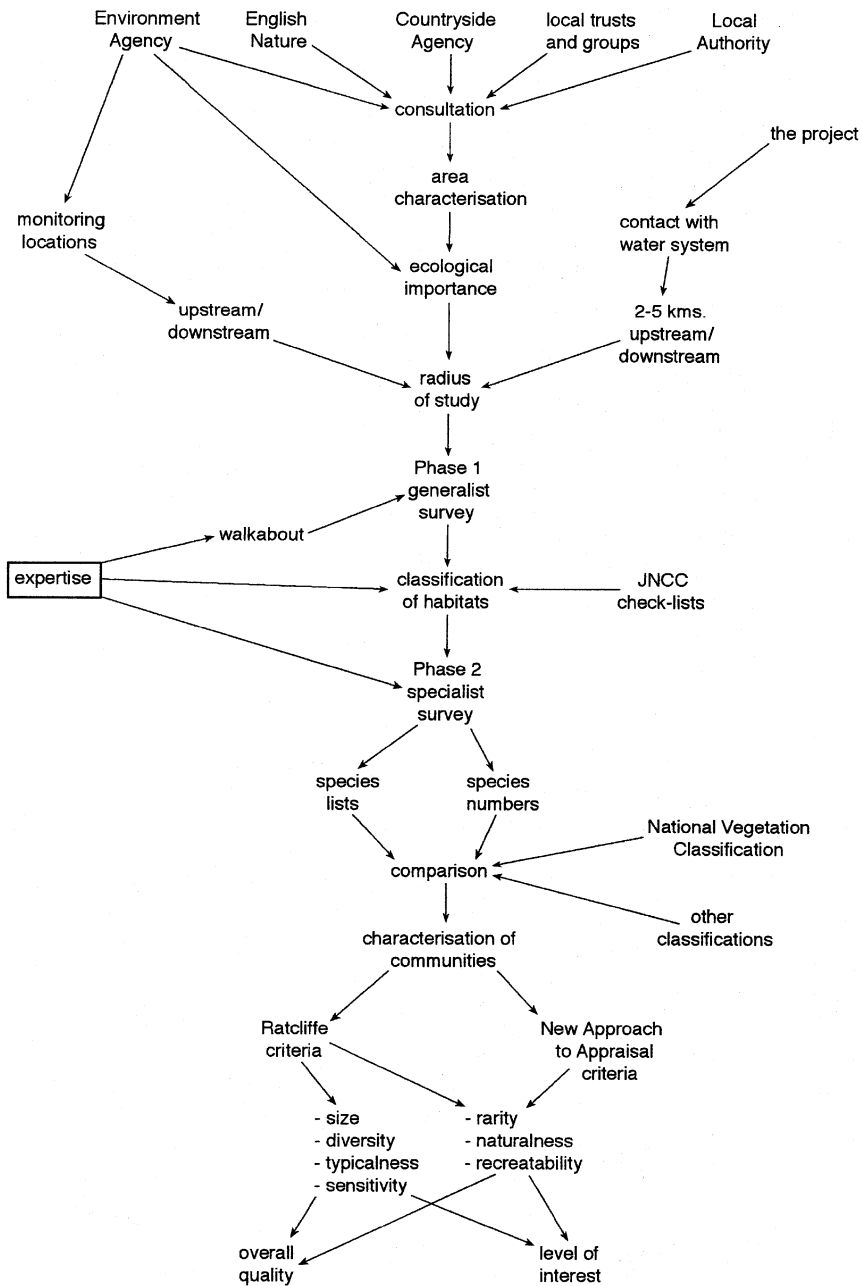 Environment
Agency
English
Nature
Countryside
Agency
local trusts
and groups
Local
Authority
consultation
the project
area
characterisation
monitoring
locations
contact with
water system
ecological
importance
upstream/
downstream
2-5 kms.
upstream/
downstream
radius
of study
Phase 1
generalist
survey
walkabout
expertise
classification
of habitats
JNCC
check-lists
Phase 2
specialist
survey
species
lists
species
numbers
National Vegetation
Classification
comparison
other
classifications
characterisation of
communities
Ratcliffe
criteria
New Approach
to Appraisal
criteria
- size
- diversity
- typicalness
- sensitivity
- rarity
- naturalness
- recreatability
overall
quality
level of
interest